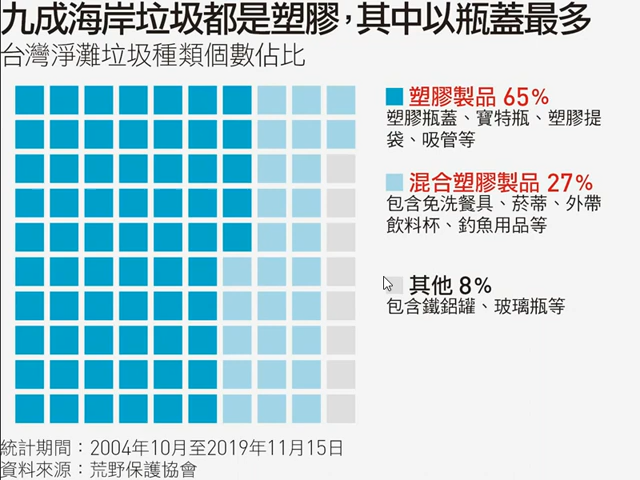 九成海岸垃圾都是塑膠，其中以瓶蓋最多
台灣淨灘垃圾種類個數佔比
塑膠製品 65%
塑膠瓶蓋、寶特瓶、塑膠提
袋、吸管等
混合塑膠製品 27%
包含免洗餐具、菸蒂、外帶
飲料杯、釣魚用品等
其他 8%
包含鐵鋁罐、玻璃瓶等
統計期間：2004年10月至2019年11月15日
資料來源：荒野保護協會